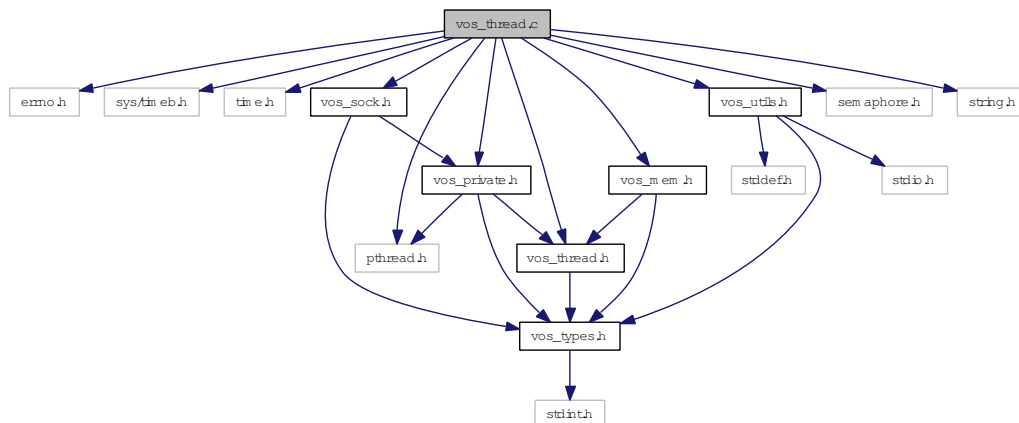 vos_thread.c
errno.h
sys/timeb.h
time.h
vos_sock.h
vos_utils.h
semaphore.h
string.h
vos_private.h
vos_mem.h
stddef.h
stdio.h
pthread.h
vos_thread.h
vos_types.h
stdint.h